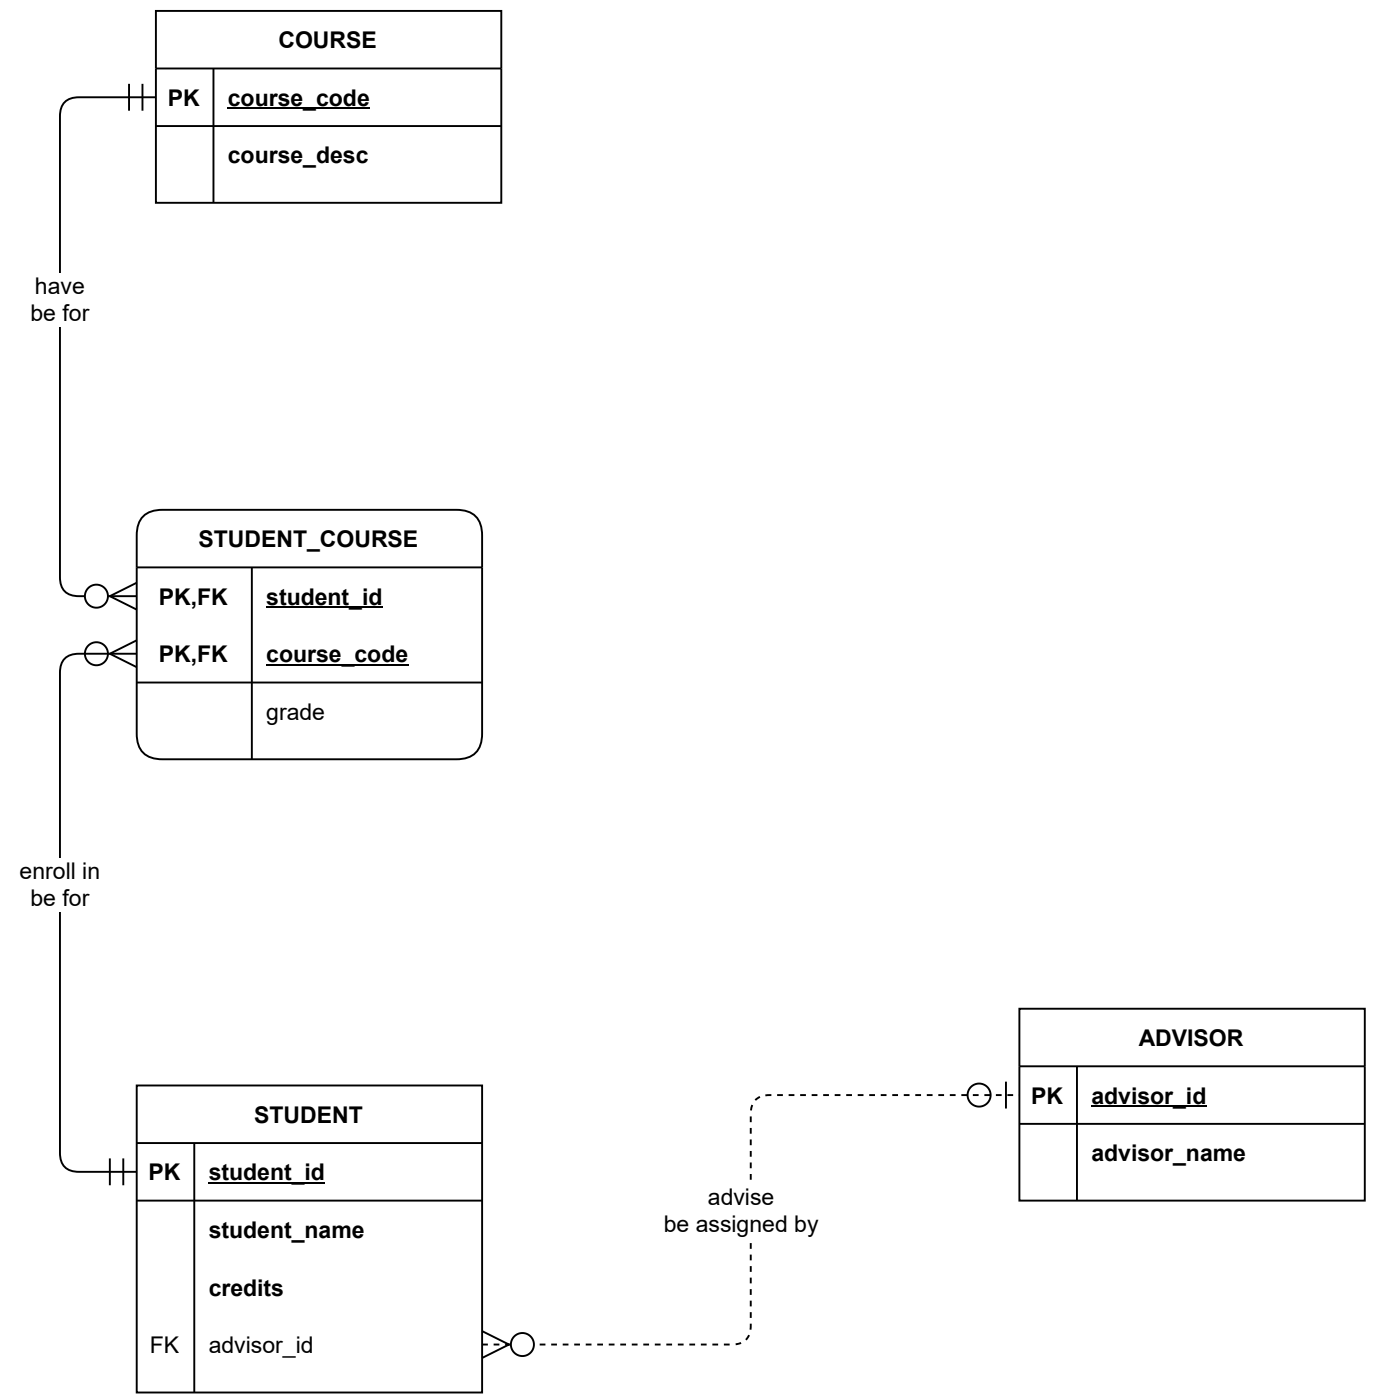 COURSE
PK course_code
course_desc
have
be for
STUDENT_COURSE
PK,FK student_id
PK,FK course_code
grade
enroll in
be for
STUDENT
PK student_id
student_name
credits
FK advisor_id
advise
be assigned by
ADVISOR
PK advisor_id
advisor_name